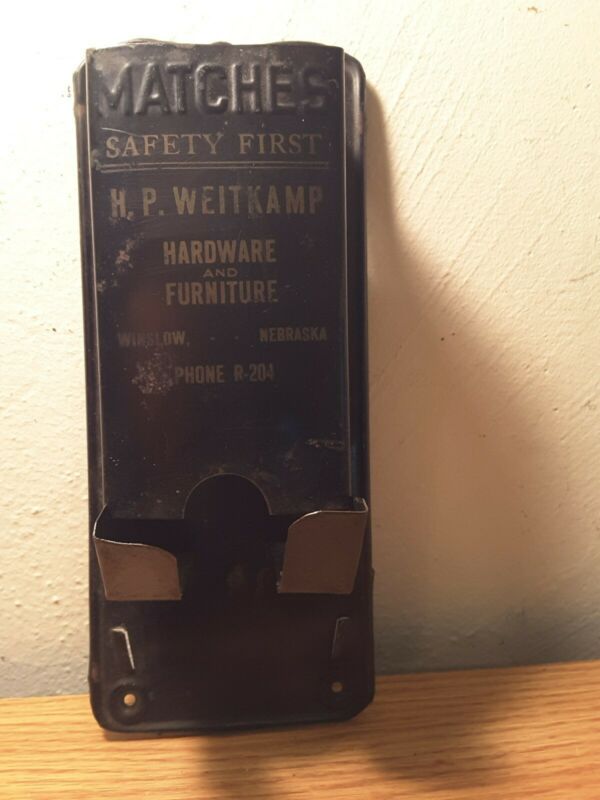 MATCHES
SAFETY FIRST
H. P. WEITKAMP
HARDWARE
AND
FURNITURE
WINSLOW, - - - NEBRASKA
PHONE R-204